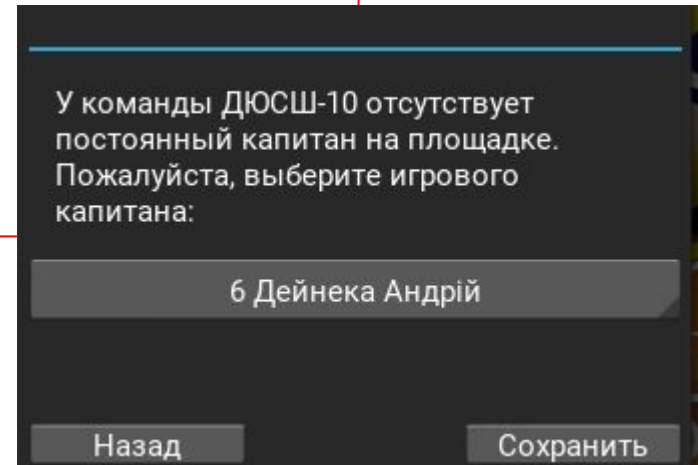 У команды ДЮСШ-10 отсутствует
постоянный капитан на площадке.
Пожалуйста, выберите игрового
капитана:
6 Дейнека Андрій
Назад
Сохранить